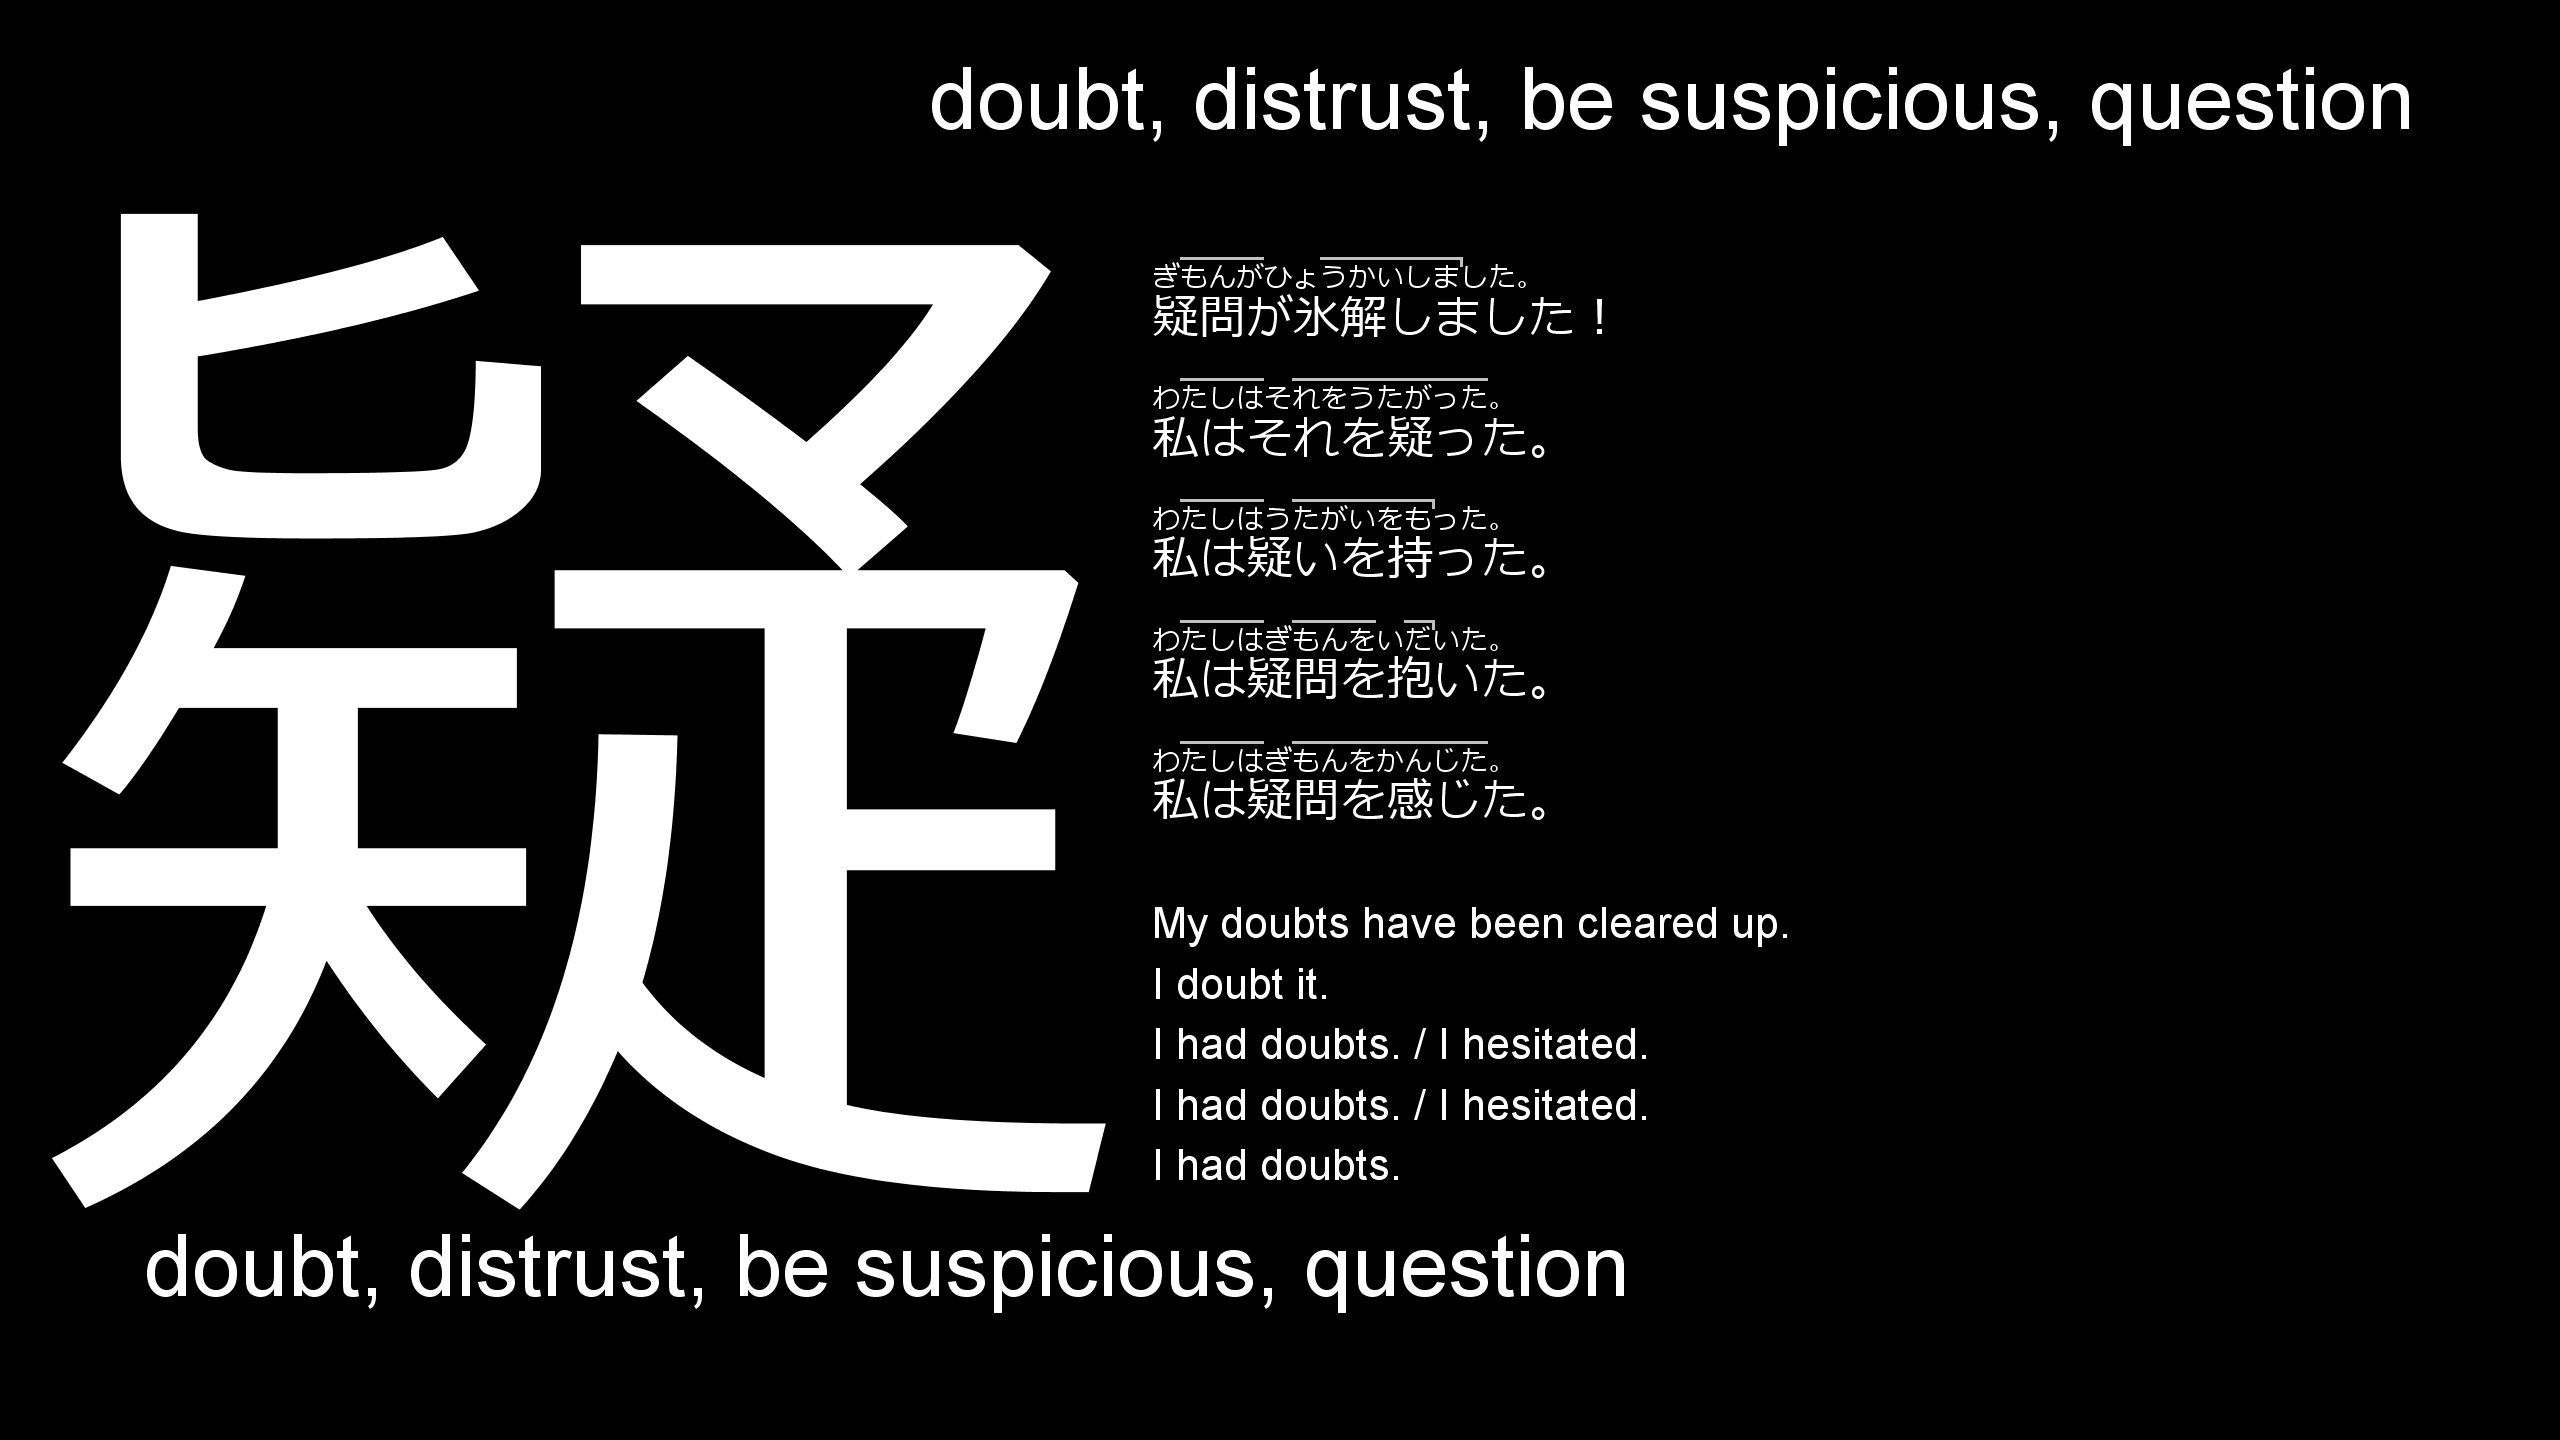 doubt, distrust, be suspicious, question
疑
ぎもんがひょうかいしました。
疑問が氷解しました！
わたしはそれをうたがった。
私はそれを疑った。
わたしはうたがいをもった。
私は疑いを持った。
わたしはぎもんをいだいた。
私は疑問を抱いた。
わたしはぎもんをかんじた。
私は疑問を感じた。
My doubts have been cleared up.
I doubt it.
I had doubts. / I hesitated.
I had doubts. / I hesitated.
I had doubts.
doubt, distrust, be suspicious, question